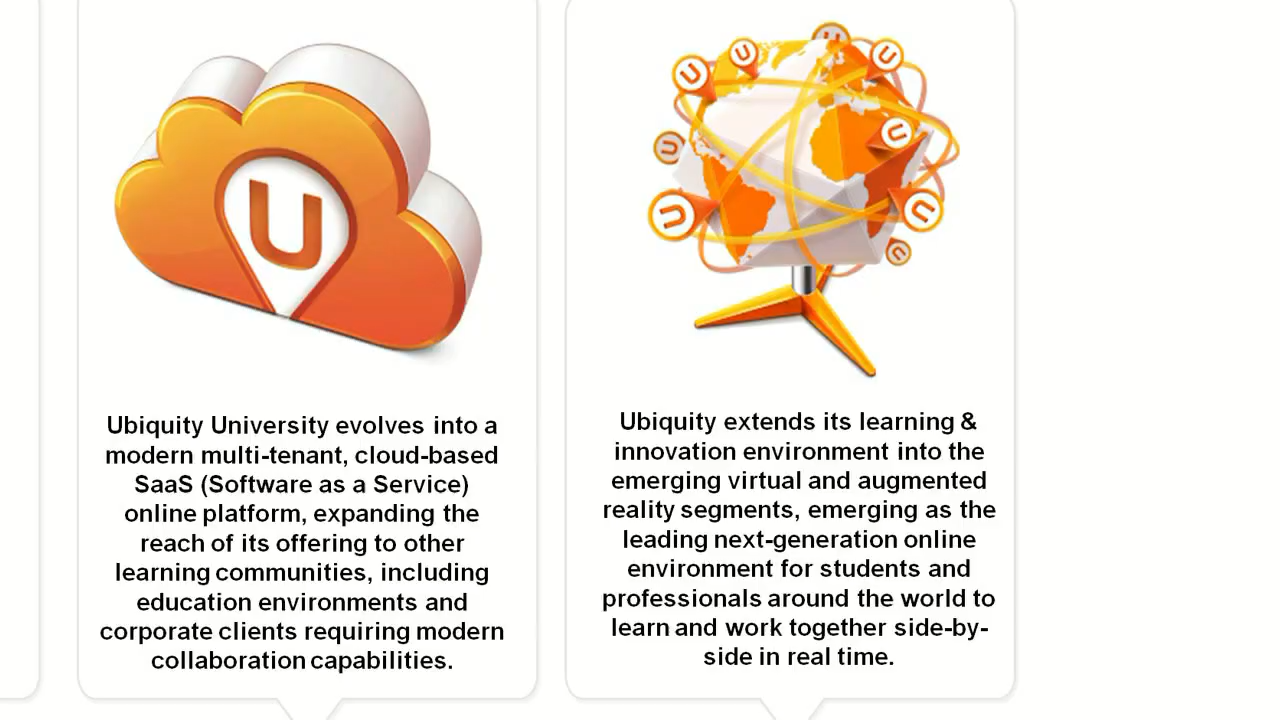 U
Ubiquity University evolves into a
modern multi-tenant, cloud-based
SaaS (Software as a Service)
online platform, expanding the
reach of its offering to other
learning communities, including
education environments and
corporate clients requiring modern
collaboration capabilities.
U
U
U
U
U
U
U
U
U
Ubiquity extends its learning &
innovation environment into the
emerging virtual and augmented
reality segments, emerging as the
leading next-generation online
environment for students and
professionals around the world to
learn and work together side-by-
side in real time.